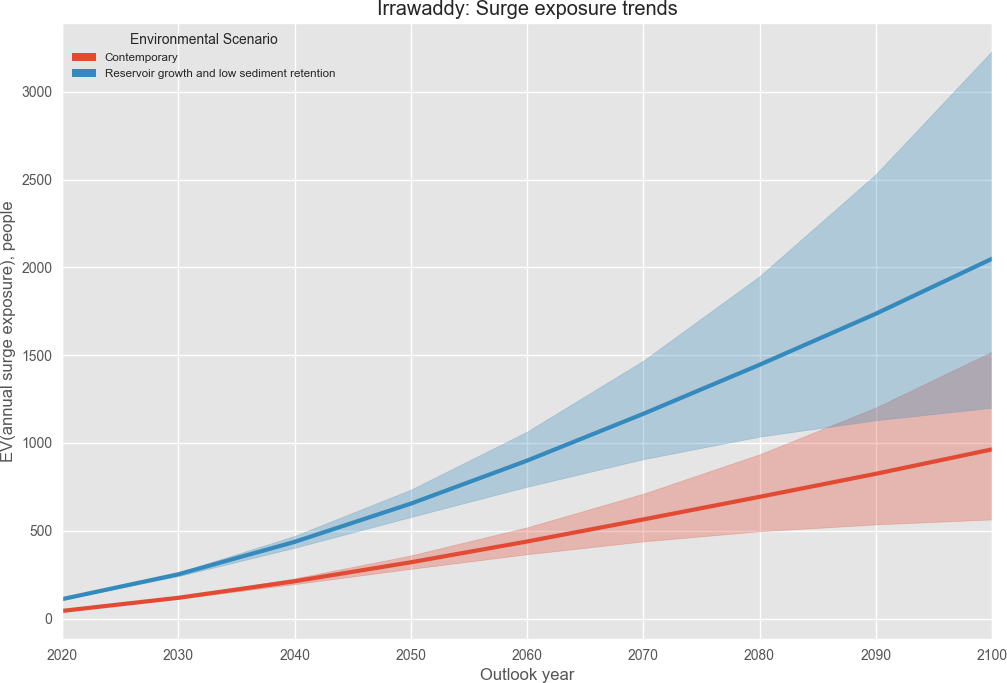 Irrawaddy: Surge exposure trends
Environmental Scenario
Contemporary
Reservoir growth and low sediment retention
EV(annual surge exposure), people
3000
2500
2000
1500
1000
500
0
2020 2030 2040 2050 2060 2070 2080 2090 2100
Outlook year